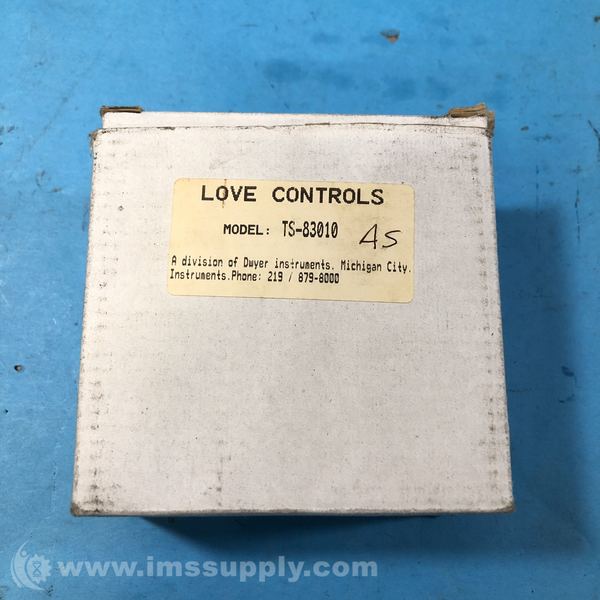 LOVE CONTROLS
MODEL: TS-83010 AS
A division of Dwyer instruments. Michigan City.
Instruments.Phone: 219 / 879-8000
www.imssupply.com